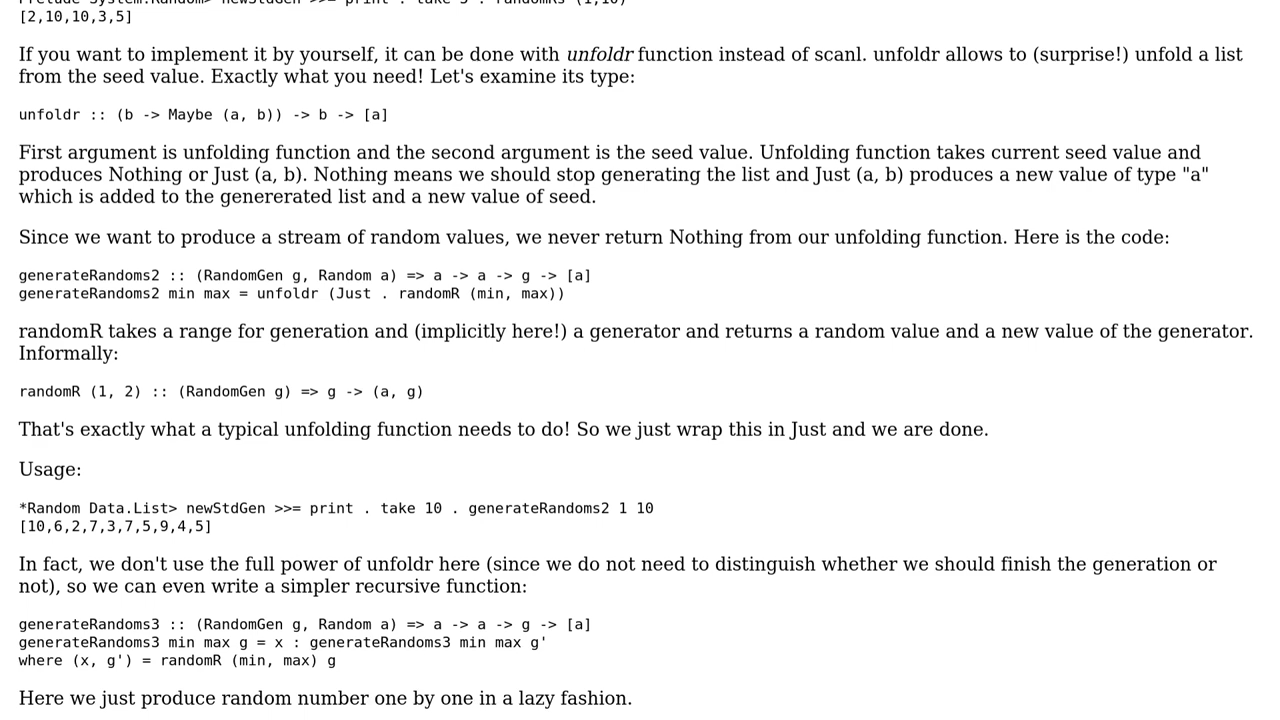 [2,10,10,3,5]
If you want to implement it by yourself, it can be done with unfoldr function instead of scanl. unfoldr allows to (surprise!) unfold a list
from the seed value. Exactly what you need! Let's examine its type:
unfoldr :: (b -> Maybe (a, b)) -> b -> [a]
First argument is unfolding function and the second argument is the seed value. Unfolding function takes current seed value and
produces Nothing or Just (a, b). Nothing means we should stop generating the list and Just (a, b) produces a new value of type "a"
which is added to the genererated list and a new value of seed.
Since we want to produce a stream of random values, we never return Nothing from our unfolding function. Here is the code:
generateRandoms2 :: (RandomGen g, Random a) => a -> a -> g -> [a]
generateRandoms2 min max = unfoldr (Just . randomR (min, max))
randomR takes a range for generation and (implicitly here!) a generator and returns a random value and a new value of the generator.
Informally:
randomR (1, 2) :: (RandomGen g) => g -> (a, g)
That's exactly what a typical unfolding function needs to do! So we just wrap this in Just and we are done.
Usage:
*Random Data.List> newStdGen >>= print . take 10 . generateRandoms2 1 10
[10,6,2,7,3,7,5,9,4,5]
In fact, we don't use the full power of unfoldr here (since we do not need to distinguish whether we should finish the generation or
not), so we can even write a simpler recursive function:
generateRandoms3 :: (RandomGen g, Random a) => a -> a -> g -> [a]
generateRandoms3 min max g = x : generateRandoms3 min max g'
where (x, g') = randomR (min, max) g
Here we just produce random number one by one in a lazy fashion.